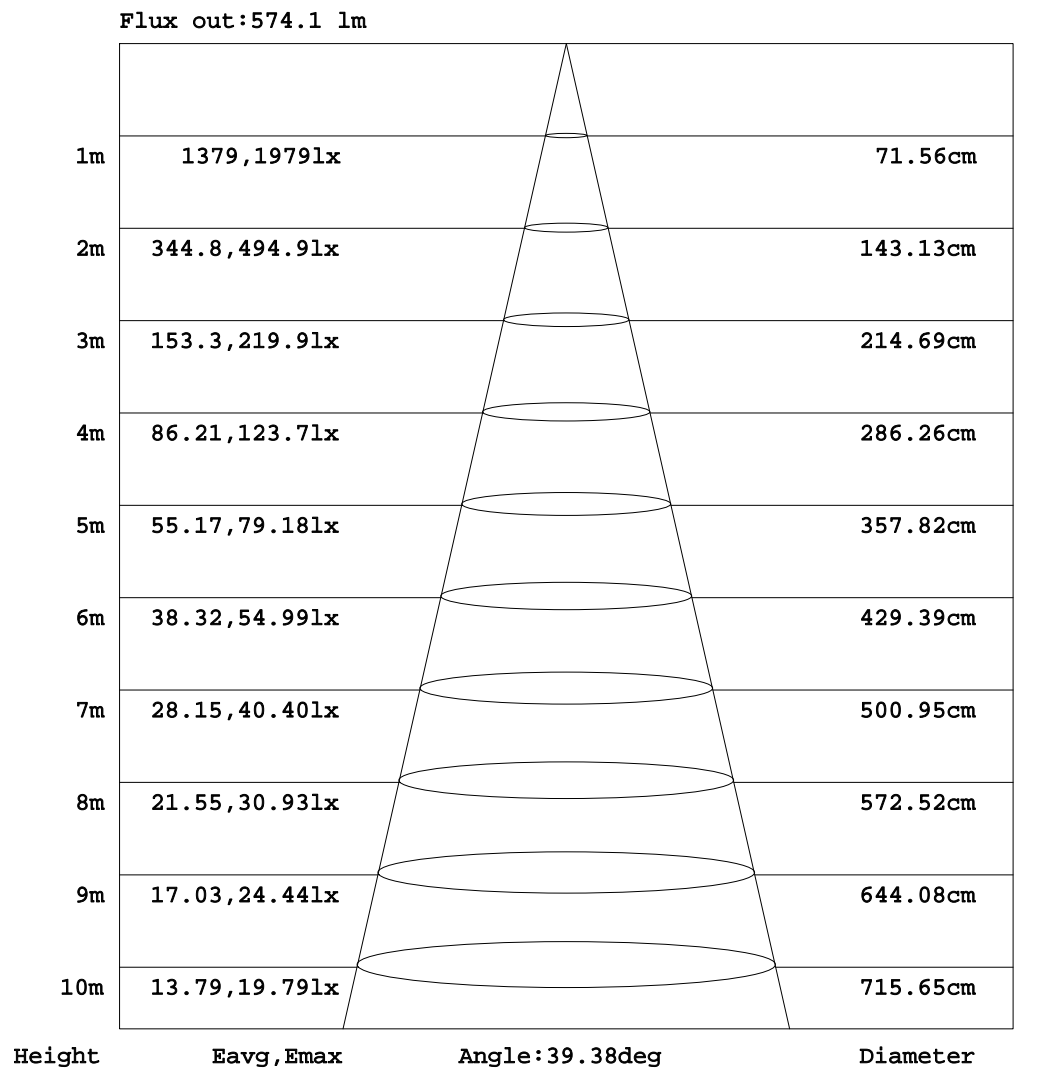 Flux out:574.1 lm
1m 1379,1979lx 71.56cm
2m 344.8,494.9lx 143.13cm
3m 153.3,219.9lx 214.69cm
4m 86.21,123.7lx 286.26cm
5m 55.17,79.18lx 357.82cm
6m 38.32,54.99lx 429.39cm
7m 28.15,40.40lx 500.95cm
8m 21.55,30.93lx 572.52cm
9m 17.03,24.44lx 644.08cm
10m 13.79,19.79lx 715.65cm
Height Eavg,Emax Angle:39.38deg Diameter